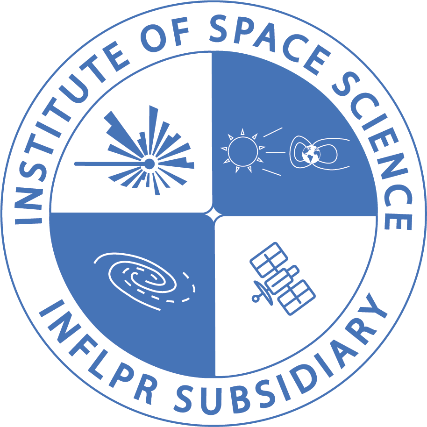 INSTITUTE OF SPACE SCIENCE
INFLPR SUBSIDIARY